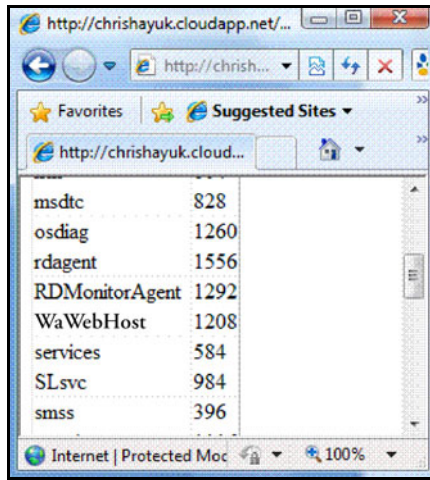 http://chrishayuk.cloudapp.net/...
http://chrish...
Favorites Suggested Sites
http://chrishayuk.cloud...
msdtc 828
osdiag 1260
rdagent 1556
RDMonitorAgent 1292
WaWebHost 1208
services 584
SLsvc 984
smss 396
Internet | Protected Moc 100%